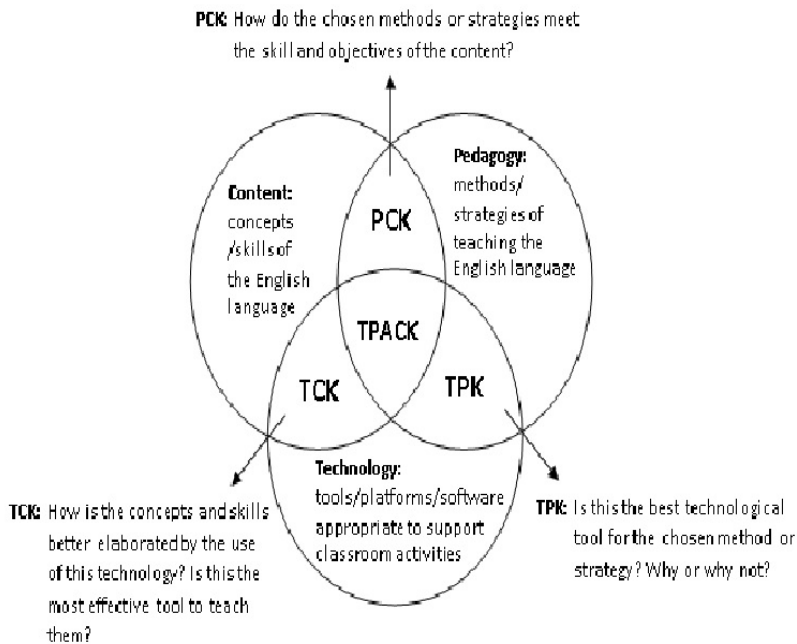 PCK: How do the chosen methods or strategies meet
the skill and objectives of the content?
Pedagogy:
methods/
strategies of
teaching the
English language
Content:
concepts
/skills of
the English
language
PCK
TPACK
TCK
TPK
Technology:
tools/platforms/software
appropriate to support
classroom activities
TCK: How is the concepts and skills
better elaborated by the use
of this technology? Is this the
most effective tool to teach
them?
TPK: Is this the best technological
tool for the chosen method or
strategy? Why or why not?